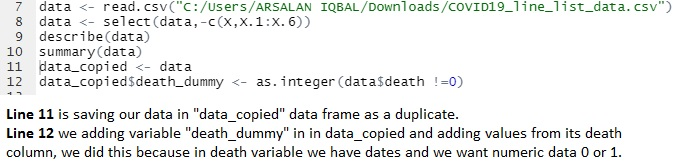 7 data <- read.csv("C:/Users/ARSALAN IQBAL/Downloads/COVID19_line_list_data.csv")
8 data <- select(data,-c(X,X.1:X.6))
9 describe(data)
10 summary(data)
11 data_copied <- data
12 data_copied$death_dummy <- as.integer(data$death !=0)
Line 11 is saving our data in "data_copied" data frame as a duplicate.
Line 12 we adding variable "death_dummy" in in data_copied and adding values from its death
column, we did this because in death variable we have dates and we want numeric data 0 or 1.